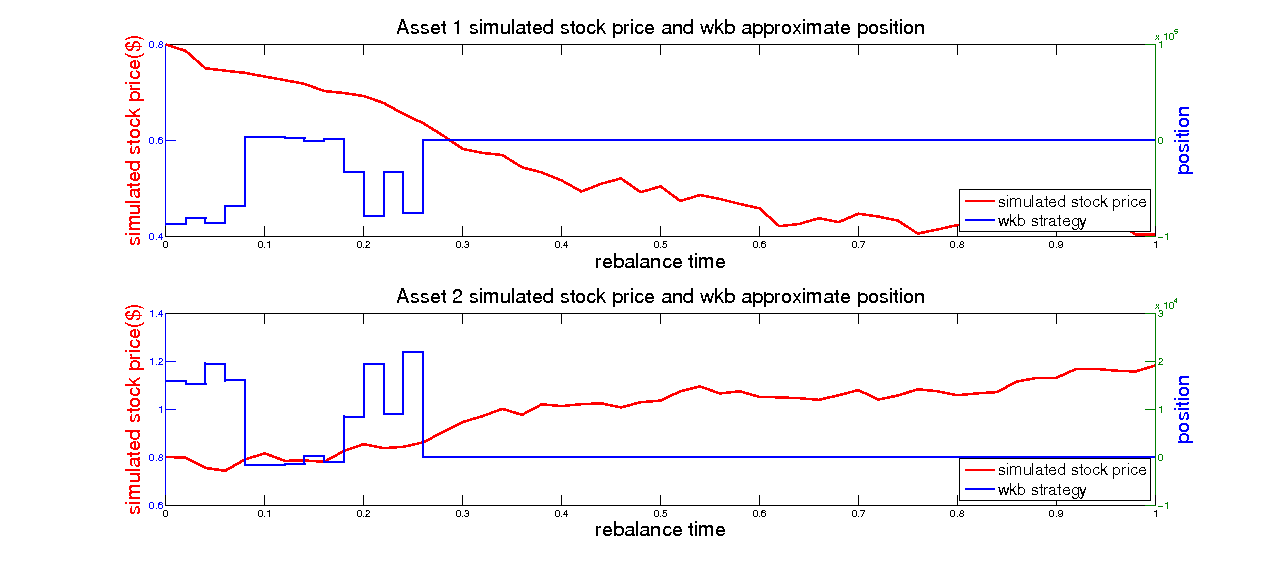 Asset 1 simulated stock price and wkb approximate position
x 10^5
0.8
0.6
0.4
1
0
-1
simulated stock price($)
position
simulated stock price
wkb strategy
0 0.1 0.2 0.3 0.4 0.5 0.6 0.7 0.8 0.9 1
rebalance time
Asset 2 simulated stock price and wkb approximate position
x 10^4
1.4
1.2
1
0.8
0.6
3
2
1
0
-1
simulated stock price($)
position
simulated stock price
wkb strategy
0 0.1 0.2 0.3 0.4 0.5 0.6 0.7 0.8 0.9 1
rebalance time